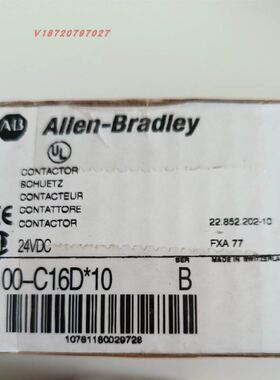 V18720797027
AB Allen-Bradley
UL
CONTACTOR
SCHUETZ
CONTACTEUR
CONTATTORE
CONTACTOR
22.852.202-10
24VDC
FXA 77
MADE IN SWITZERLAND
SER
00-C16D*10 B
10781180029728